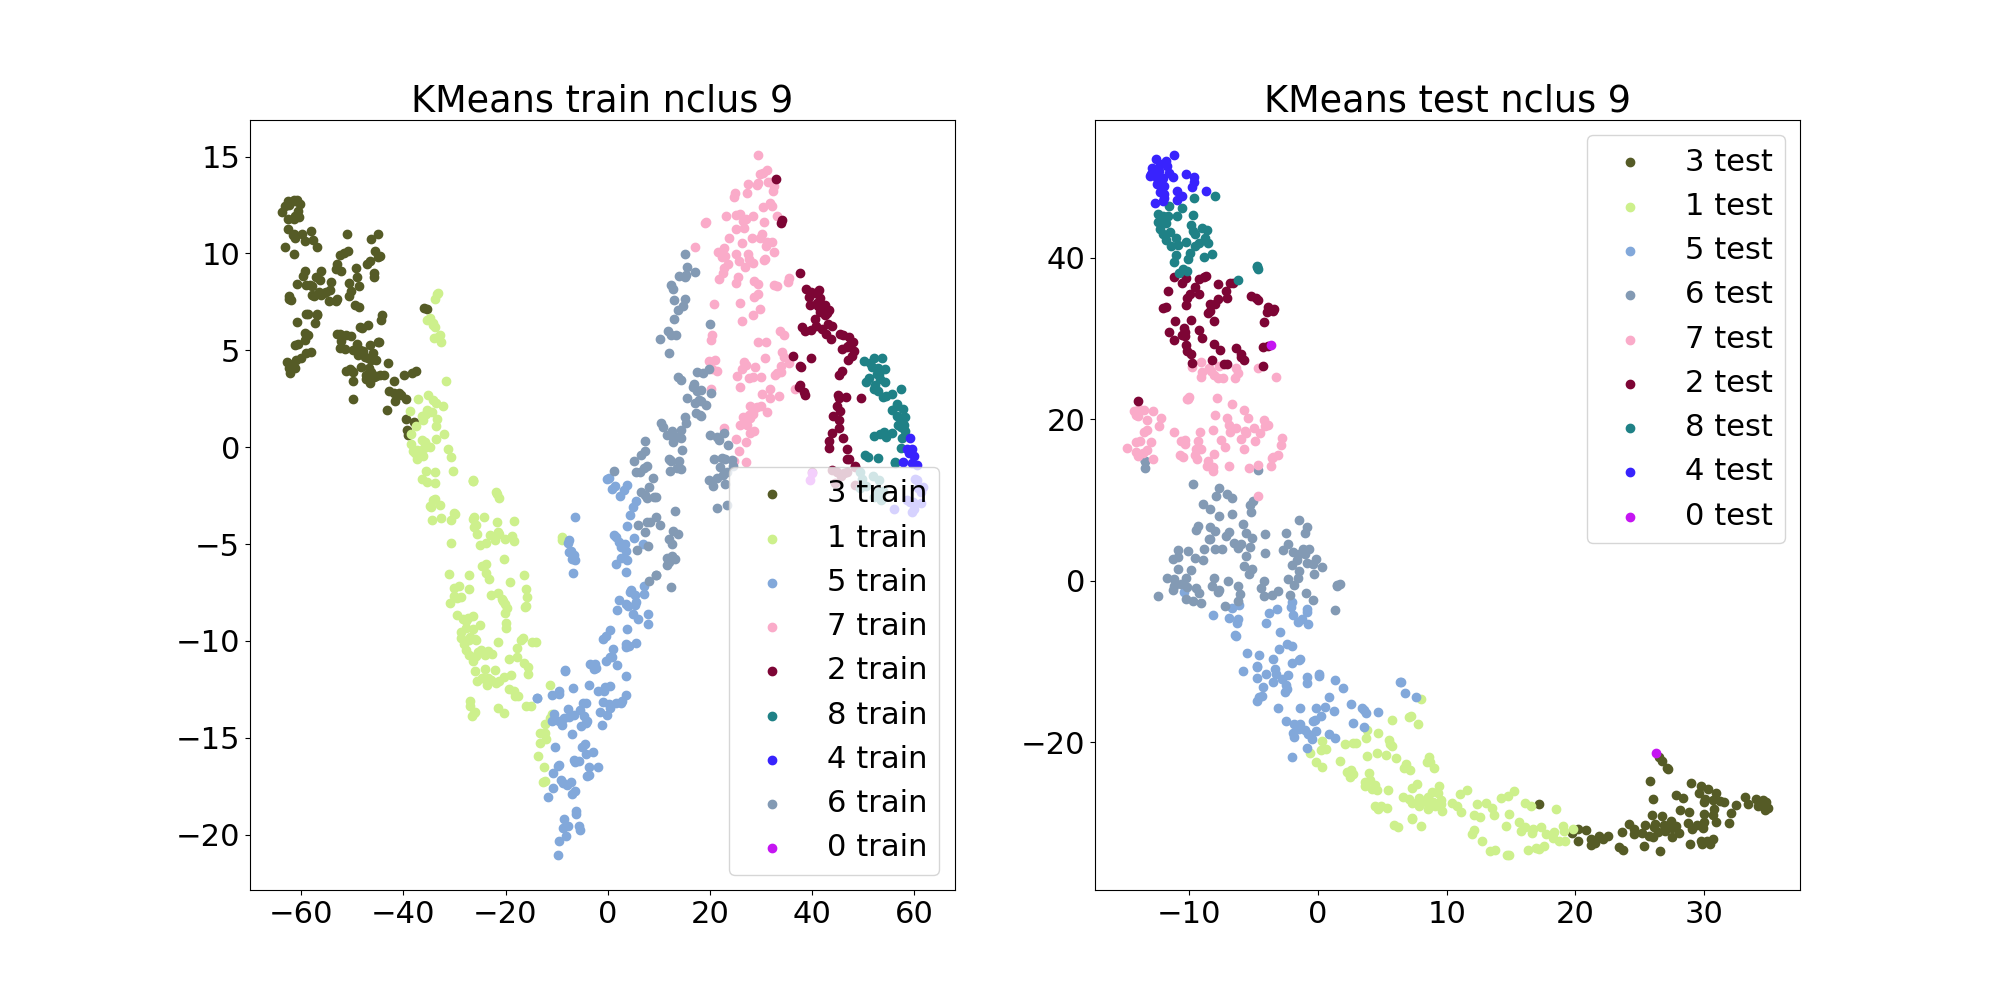 KMeans train nclus 9
15
10
5
0
−5
−10
−15
−20
−60
−40
−20
0
20
40
60
3 train
1 train
5 train
7 train
2 train
8 train
4 train
6 train
0 train
KMeans test nclus 9
40
20
0
−20
−10
0
10
20
30
3 test
1 test
5 test
6 test
7 test
2 test
8 test
4 test
0 test